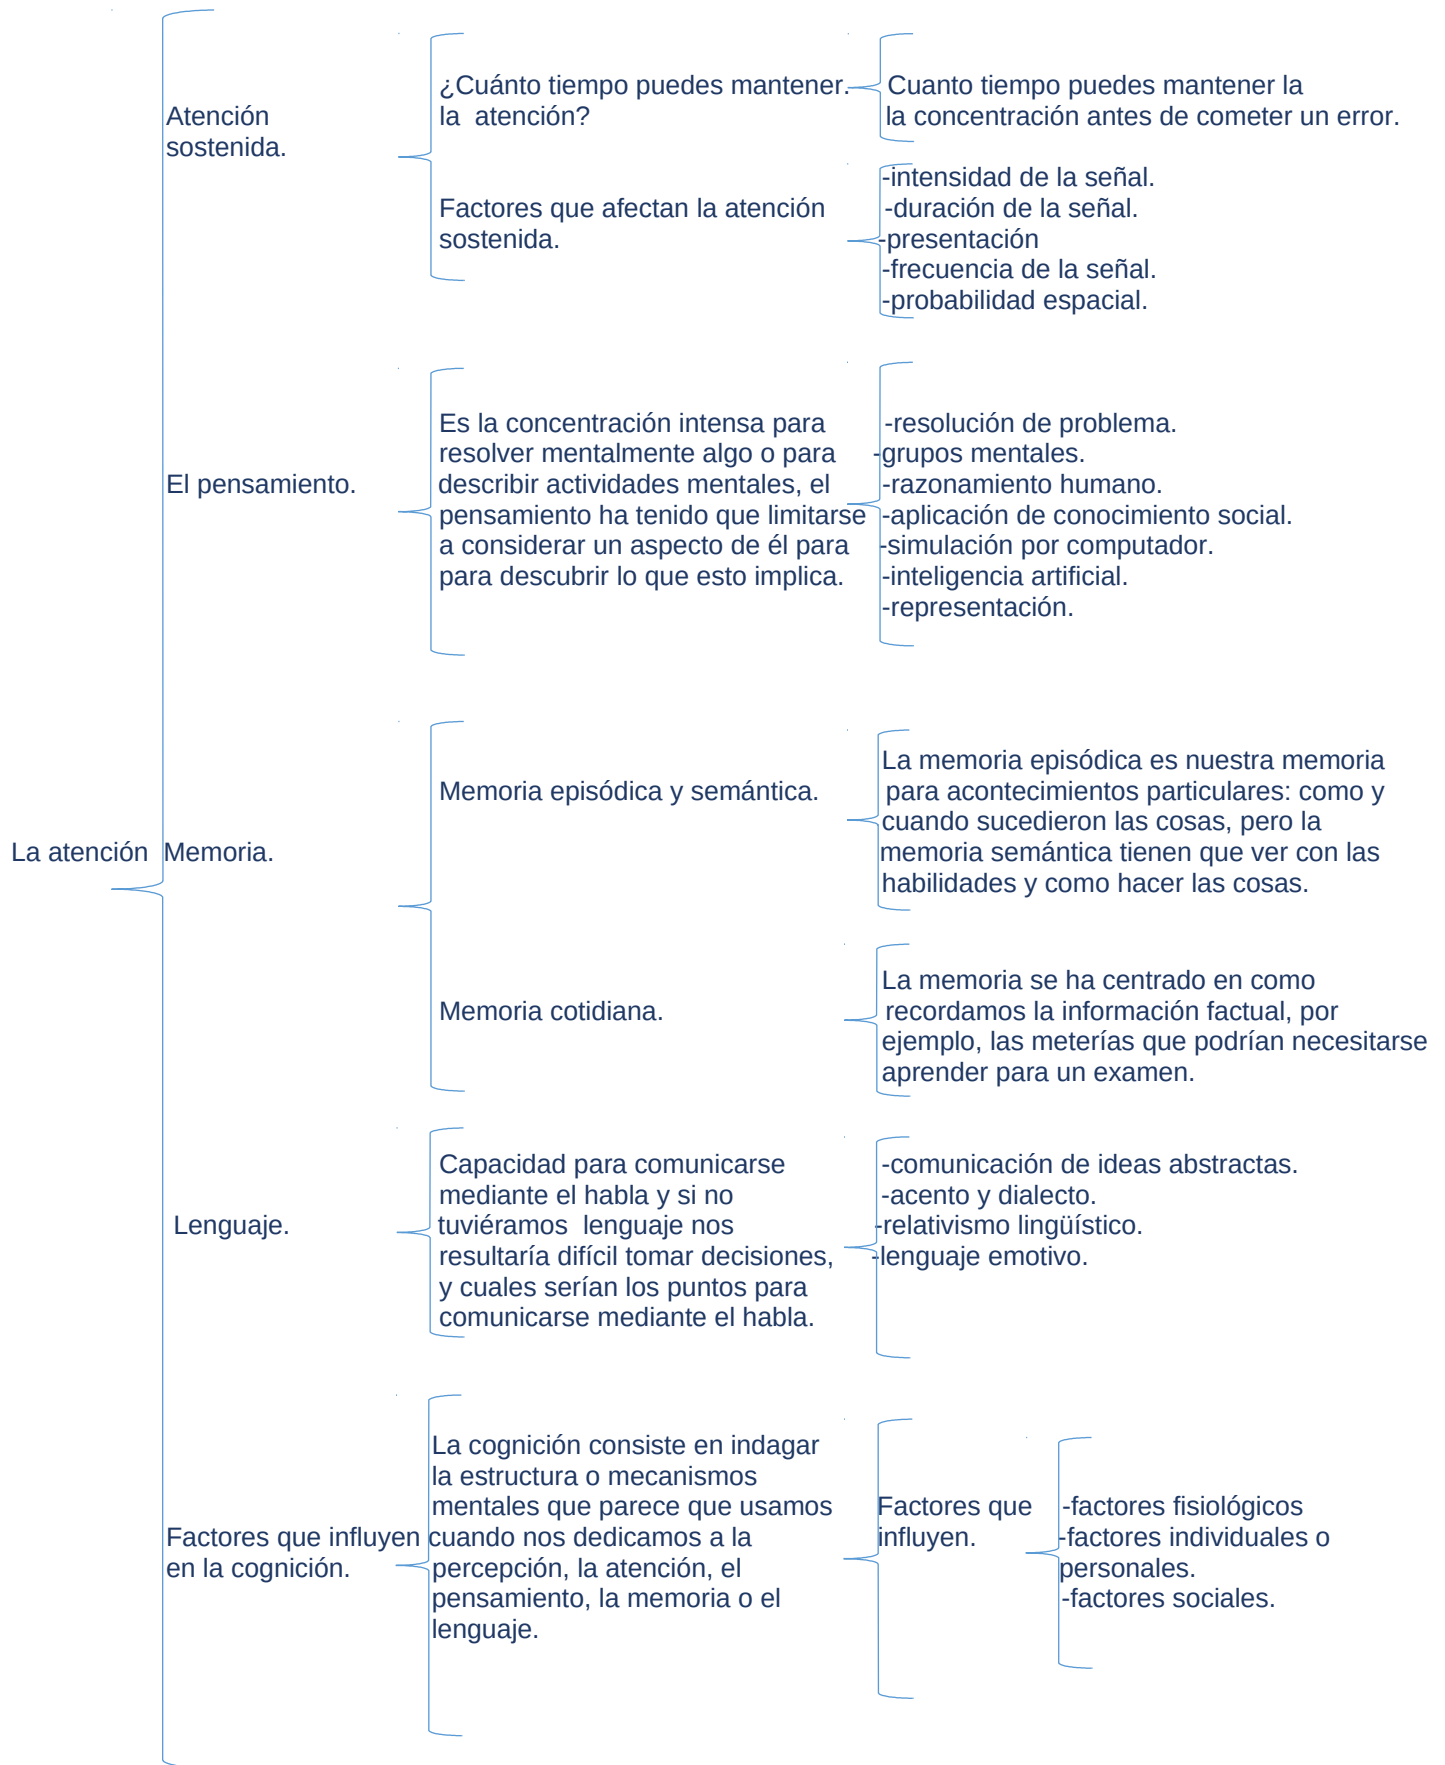 Atención
sostenida.
¿Cuánto tiempo puedes mantener.
la  atención?
Cuanto tiempo puedes mantener la
la concentración antes de cometer un error.
Factores que afectan la atención
sostenida.
-intensidad de la señal.
-duración de la señal.
-presentación
-frecuencia de la señal.
-probabilidad espacial.
El pensamiento.
Es la concentración intensa para
resolver mentalmente algo o para
describir actividades mentales, el
pensamiento ha tenido que limitarse
a considerar un aspecto de él para
para descubrir lo que esto implica.
-resolución de problema.
-grupos mentales.
-razonamiento humano.
-aplicación de conocimiento social.
-simulación por computador.
-inteligencia artificial.
-representación.
La atención
Memoria.
Memoria episódica y semántica.
La memoria episódica es nuestra memoria
para acontecimientos particulares: como y
cuando sucedieron las cosas, pero la
memoria semántica tienen que ver con las
habilidades y como hacer las cosas.
Memoria cotidiana.
La memoria se ha centrado en como
recordamos la información factual, por
ejemplo, las meterías que podrían necesitarse
aprender para un examen.
Lenguaje.
Capacidad para comunicarse
mediante el habla y si no
tuviéramos  lenguaje nos
resultaría difícil tomar decisiones,
y cuales serían los puntos para
comunicarse mediante el habla.
-comunicación de ideas abstractas.
-acento y dialecto.
-relativismo lingüístico.
-lenguaje emotivo.
Factores que influyen
en la cognición.
La cognición consiste en indagar
la estructura o mecanismos
mentales que parece que usamos
cuando nos dedicamos a la
percepción, la atención, el
pensamiento, la memoria o el
lenguaje.
Factores que
influyen.
-factores fisiológicos
-factores individuales o
personales.
-factores sociales.